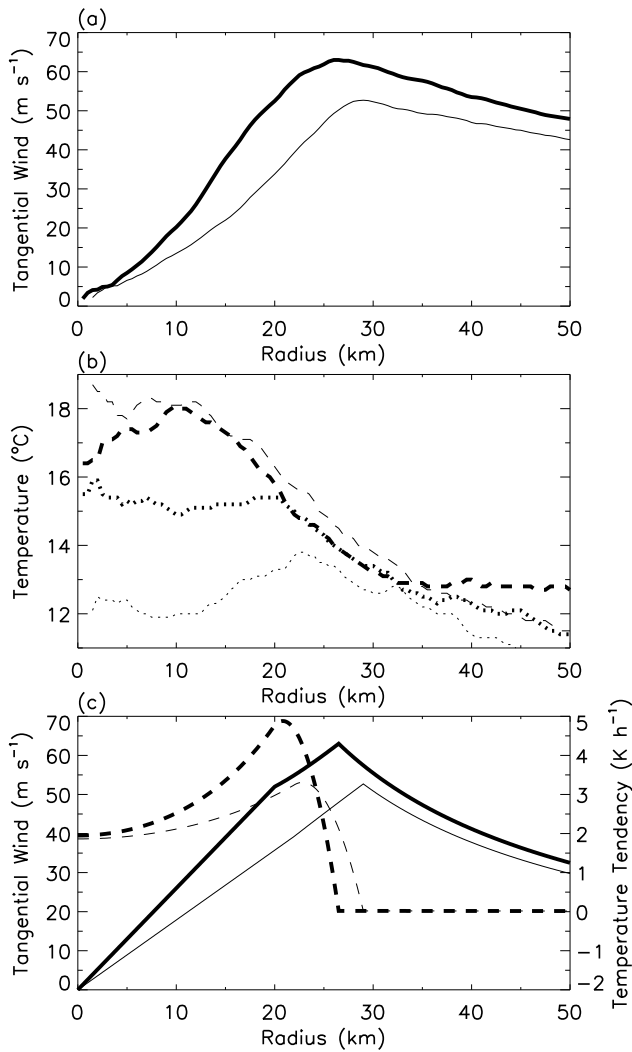 (a)
70
60
50
40
30
20
10
0
Tangential Wind (m s⁻¹)
0 10 20 30 40 50
Radius (km)
(b)
18
16
14
12
Temperature (°C)
0 10 20 30 40 50
Radius (km)
(c)
70
60
50
40
30
20
10
0
Tangential Wind (m s⁻¹)
5
4
3
2
1
0
−1
−2
Temperature Tendency (K h⁻¹)
0 10 20 30 40 50
Radius (km)